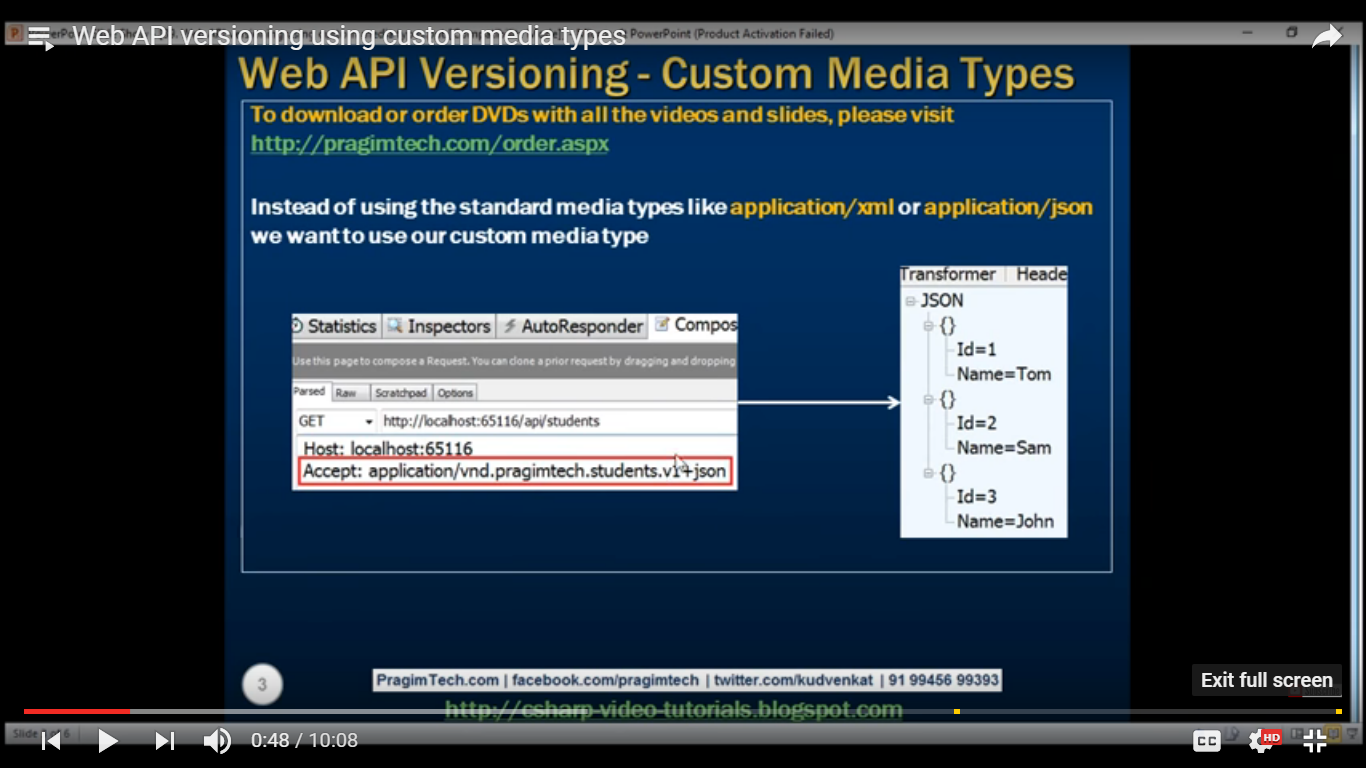 Web API versioning using custom media types
PowerPoint (Product Activation Failed)
Web API Versioning - Custom Media Types
To download or order DVDs with all the videos and slides, please visit
http://pragimtech.com/order.aspx
Instead of using the standard media types like application/xml or application/json
we want to use our custom media type
Statistics Inspectors AutoResponder Compos
Use this page to compose a Request. You can clone a prior request by dragging and dropping
Parsed Raw Scratchpad Options
GET http://localhost:65116/api/students
Host: localhost:65116
Accept: application/vnd.pragimtech.students.v1+json
Transformer Heade
JSON
{}
Id=1
Name=Tom
{}
Id=2
Name=Sam
{}
Id=3
Name=John
3
PragimTech.com | facebook.com/pragimtech | twitter.com/kudvenkat | 91 99456 99393
Exit full screen
http://csharp-video-tutorials.blogspot.com
Slide 6
0:48 / 10:08
CC
HD